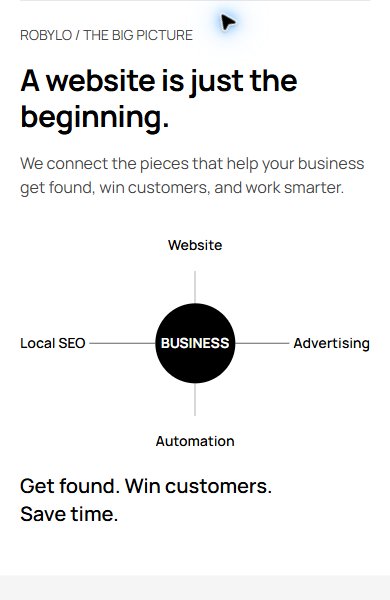 ROBYLO / THE BIG PICTURE
A website is just the
beginning.
We connect the pieces that help your business
get found, win customers, and work smarter.
Website
Local SEO
BUSINESS
Advertising
Automation
Get found. Win customers.
Save time.